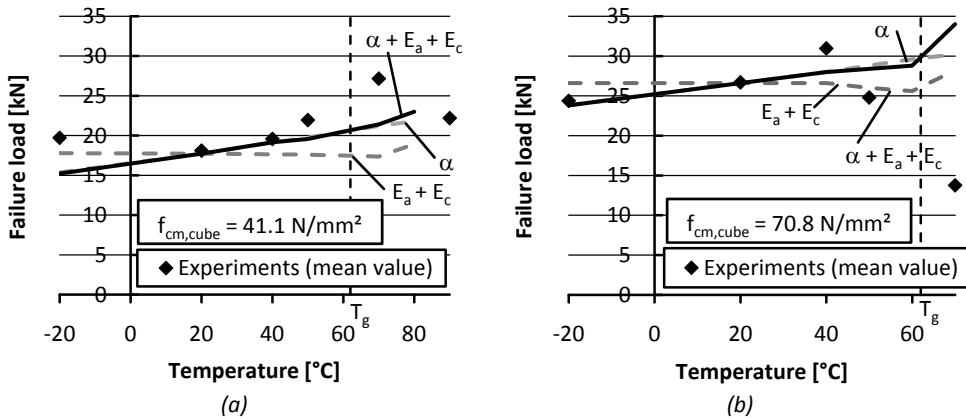 Failure load [kN]
35
30
25
20
15
10
5
0
-20
0
20
40
60
80
T_g
Temperature [°C]
α + E_a + E_c
α
E_a + E_c
f_cm,cube = 41.1 N/mm²
Experiments (mean value)
(a)
Failure load [kN]
35
30
25
20
15
10
5
0
-20
0
20
40
60
T_g
Temperature [°C]
α
E_a + E_c
α + E_a + E_c
f_cm,cube = 70.8 N/mm²
Experiments (mean value)
(b)